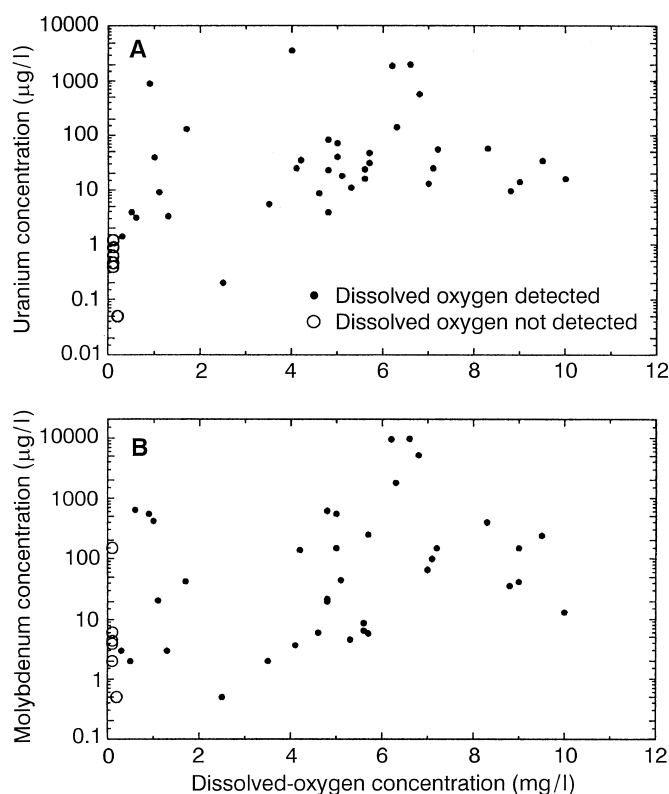 A
Uranium concentration (µg/l)
10000
1000
100
10
1
0.1
0.01
Dissolved oxygen detected
Dissolved oxygen not detected
0 2 4 6 8 10 12
B
Molybdenum concentration (µg/l)
10000
1000
100
10
1
0.1
0 2 4 6 8 10 12
Dissolved-oxygen concentration (mg/l)